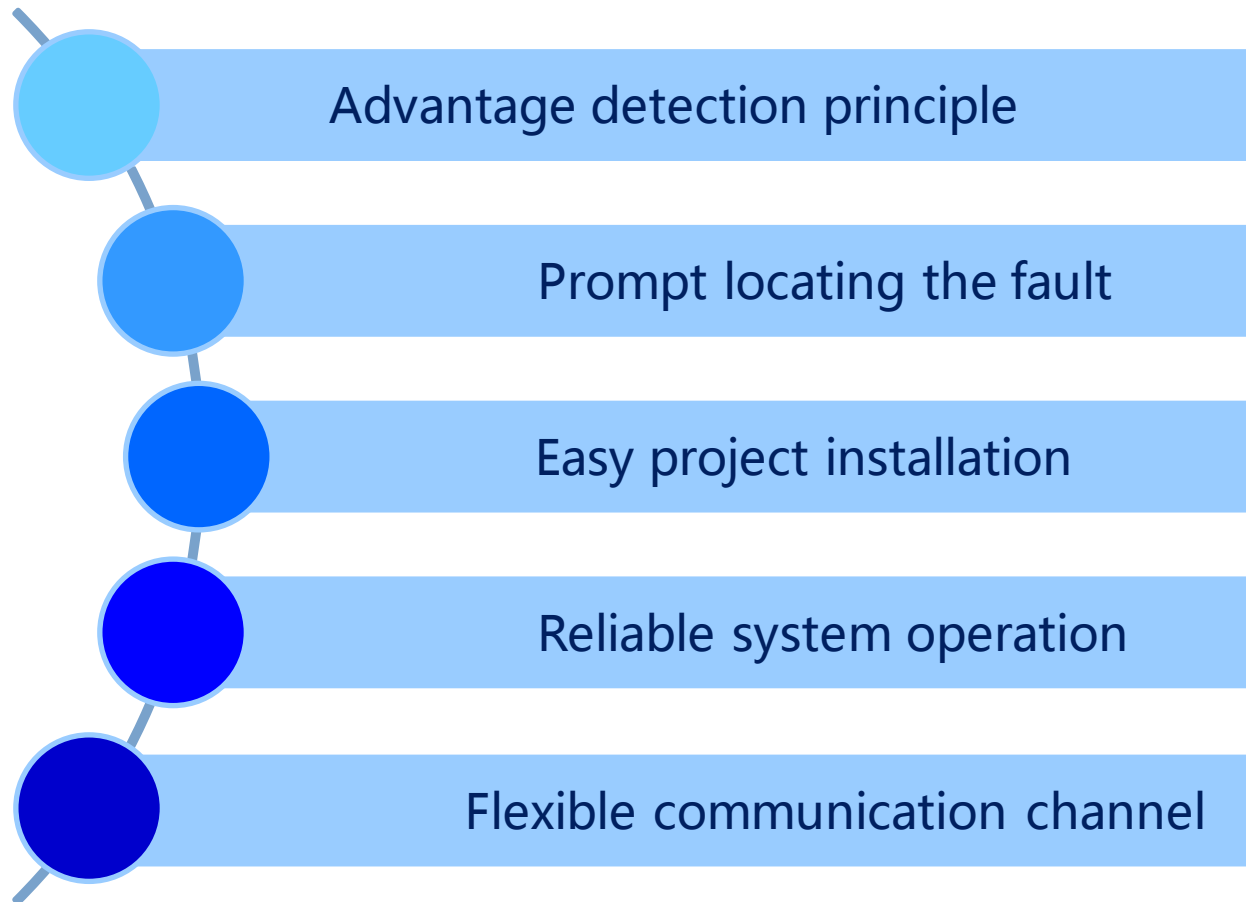 Advantage detection principle
Prompt locating the fault
Easy project installation
Reliable system operation
Flexible communication channel